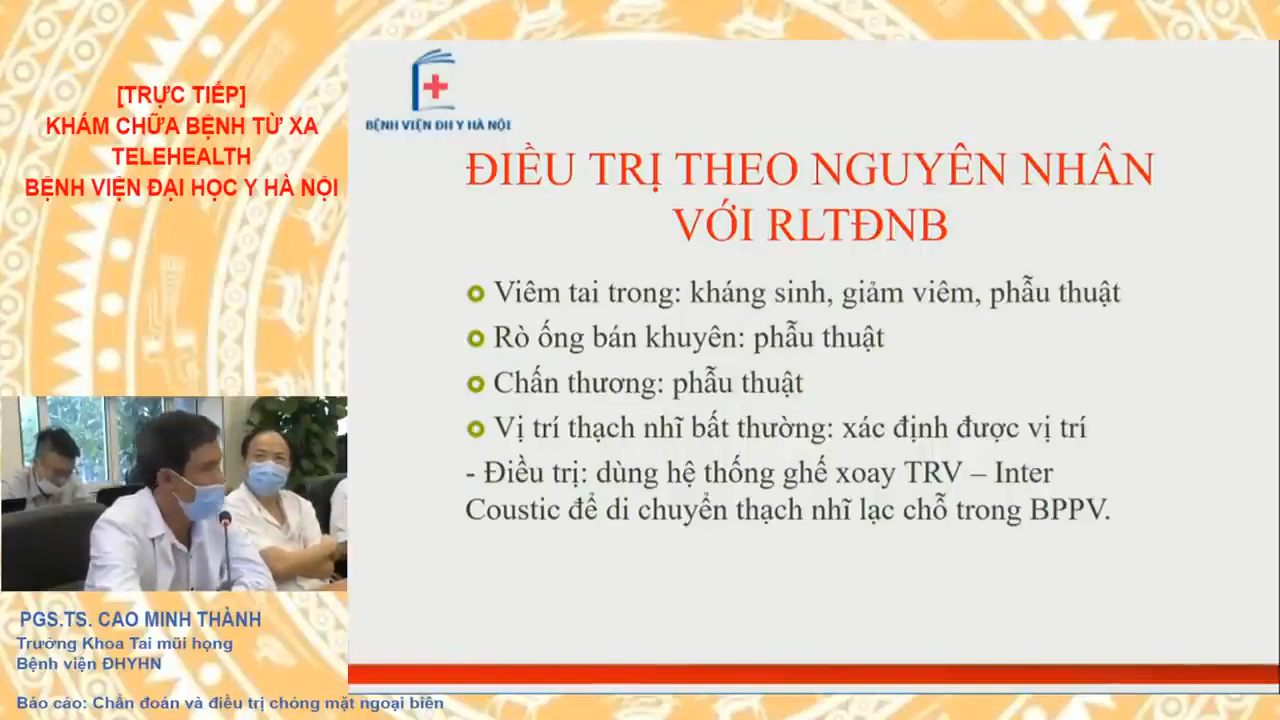 [TRỰC TIẾP]
KHÁM CHỮA BỆNH TỪ XA
TELEHEALTH
BỆNH VIỆN ĐẠI HỌC Y HÀ NỘI
BỆNH VIỆN ĐH Y HÀ NỘI
ĐIỀU TRỊ THEO NGUYÊN NHÂN
VỚI RLTĐNB
Viêm tai trong: kháng sinh, giảm viêm, phẫu thuật
Rò ống bán khuyên: phẫu thuật
Chấn thương: phẫu thuật
Vị trí thạch nhĩ bất thường: xác định được vị trí
- Điều trị: dùng hệ thống ghế xoay TRV – Inter
Coustic để di chuyển thạch nhĩ lạc chỗ trong BPPV.
PGS.TS. CAO MINH THÀNH
Trưởng Khoa Tai mũi họng
Bệnh viện ĐHYHN
Báo cáo: Chẩn đoán và điều trị chóng mặt ngoại biên